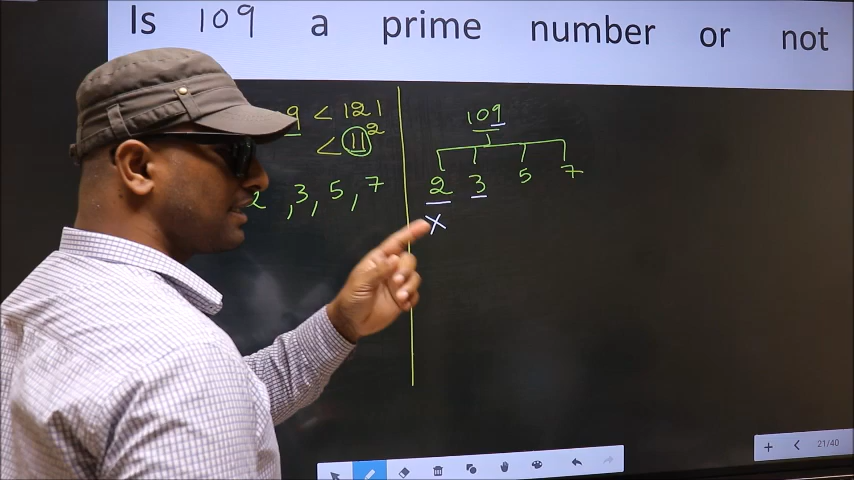 Is 109 a prime number or not
9 < 121
< 11²
2, 3, 5, 7
109
2 3 5 7
X
21/40